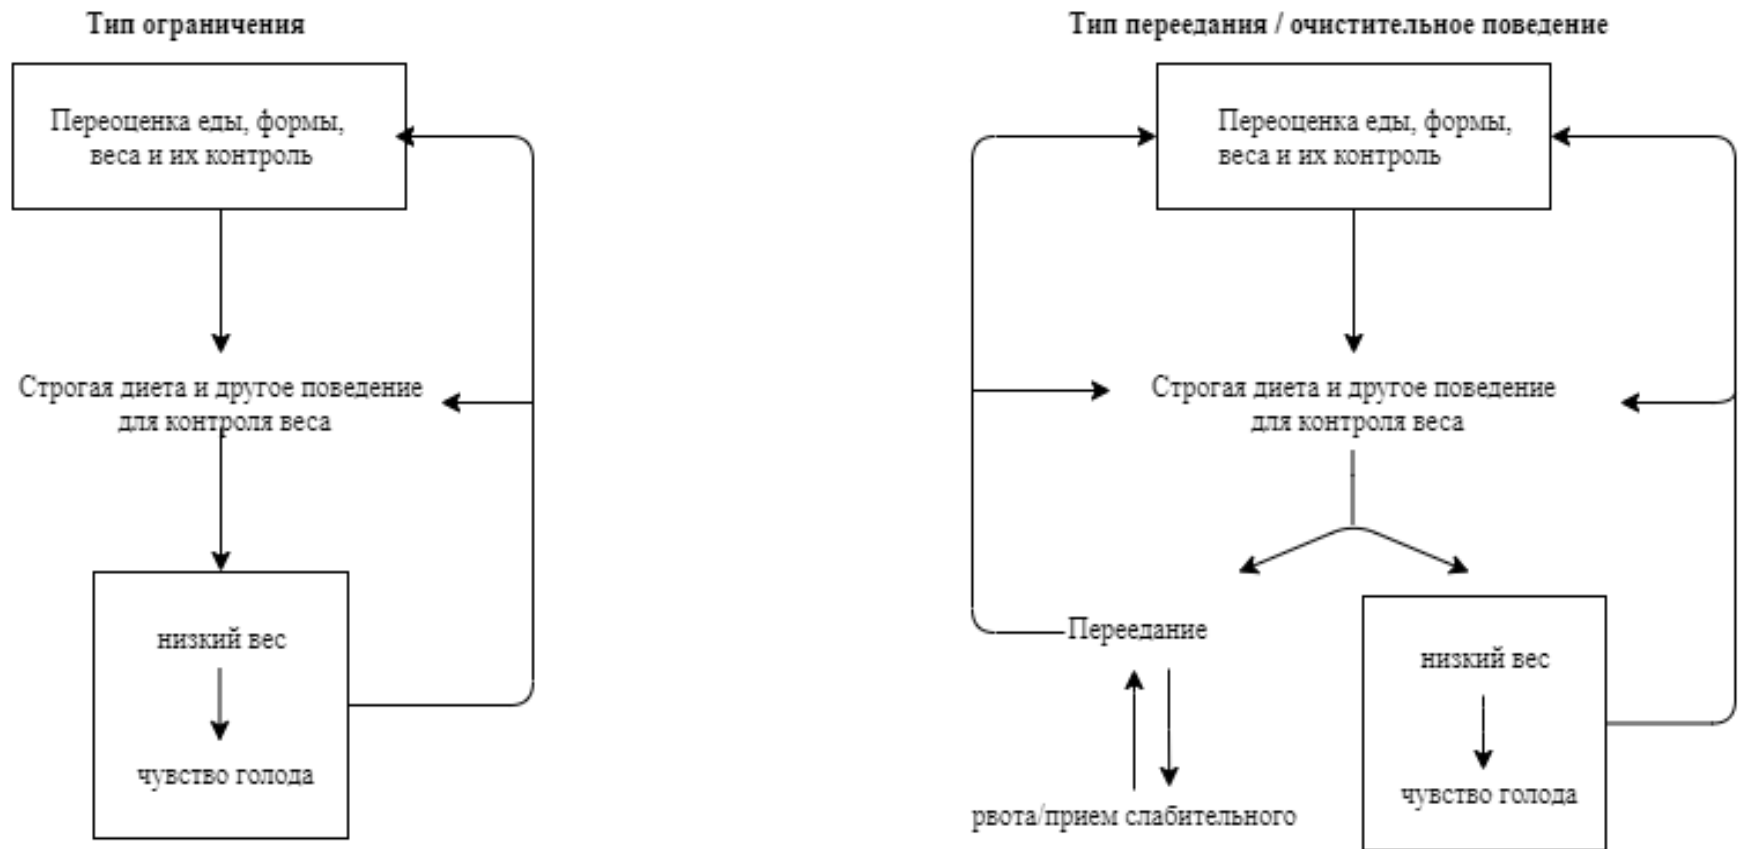 Тип ограничения
Переоценка еды, формы,
веса и их контроль
Строгая диета и другое поведение
для контроля веса
низкий вес
чувство голода
Тип переедания / очистительное поведение
Переоценка еды, формы,
веса и их контроль
Строгая диета и другое поведение
для контроля веса
Переедание
рвота/прием слабительного
низкий вес
чувство голода